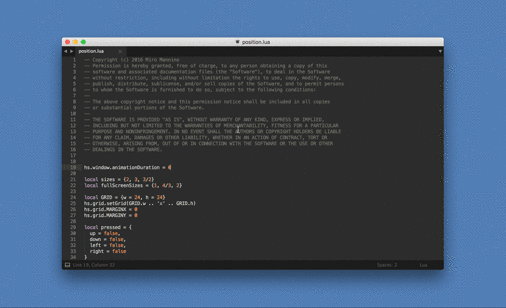 position.lua
position.lua
1 -- Copyright (c) 2016 Miro Mannino
2 -- Permission is hereby granted, free of charge, to any person obtaining a copy of this
3 -- software and associated documentation files (the "Software"), to deal in the Software
4 -- without restriction, including without limitation the rights to use, copy, modify, merge,
5 -- publish, distribute, sublicense, and/or sell copies of the Software, and to permit persons
6 -- to whom the Software is furnished to do so, subject to the following conditions:
7 --
8 -- The above copyright notice and this permission notice shall be included in all copies
9 -- or substantial portions of the Software.
10 --
11 -- THE SOFTWARE IS PROVIDED "AS IS", WITHOUT WARRANTY OF ANY KIND, EXPRESS OR IMPLIED,
12 -- INCLUDING BUT NOT LIMITED TO THE WARRANTIES OF MERCHANTABILITY, FITNESS FOR A PARTICULAR
13 -- PURPOSE AND NONINFRINGEMENT. IN NO EVENT SHALL THE AUTHORS OR COPYRIGHT HOLDERS BE LIABLE
14 -- FOR ANY CLAIM, DAMAGES OR OTHER LIABILITY, WHETHER IN AN ACTION OF CONTRACT, TORT OR
15 -- OTHERWISE, ARISING FROM, OUT OF OR IN CONNECTION WITH THE SOFTWARE OR THE USE OR OTHER
16 -- DEALINGS IN THE SOFTWARE.
17
18
19 hs.window.animationDuration = 0
20
21 local sizes = {2, 3, 3/2}
22 local fullScreenSizes = {1, 4/3, 2}
23
24 local GRID = {w = 24, h = 24}
25 hs.grid.setGrid(GRID.w .. 'x' .. GRID.h)
26 hs.grid.MARGINX = 0
27 hs.grid.MARGINY = 0
28
29 local pressed = {
30 up = false,
31 down = false,
32 left = false,
33 right = false
34 }
Line 19, Column 32 Spaces: 2 Lua